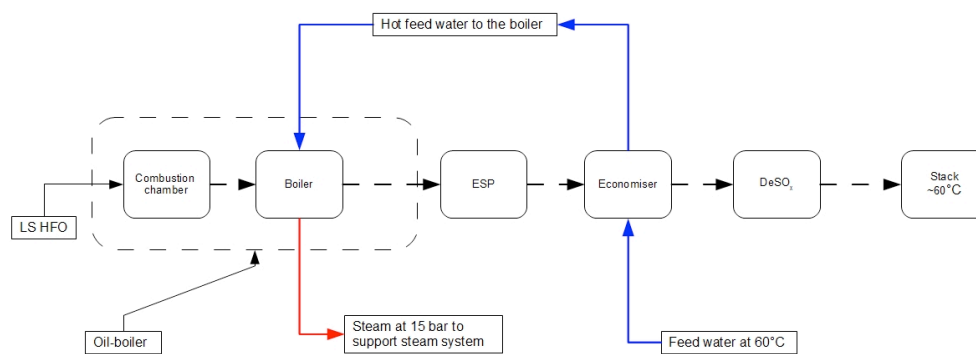 Hot feed water to the boiler
Combustion
chamber
Boiler
ESP
Economiser
DeSOₓ
Stack
~60°C
LS HFO
Oil-boiler
Steam at 15 bar to
support steam system
Feed water at 60°C